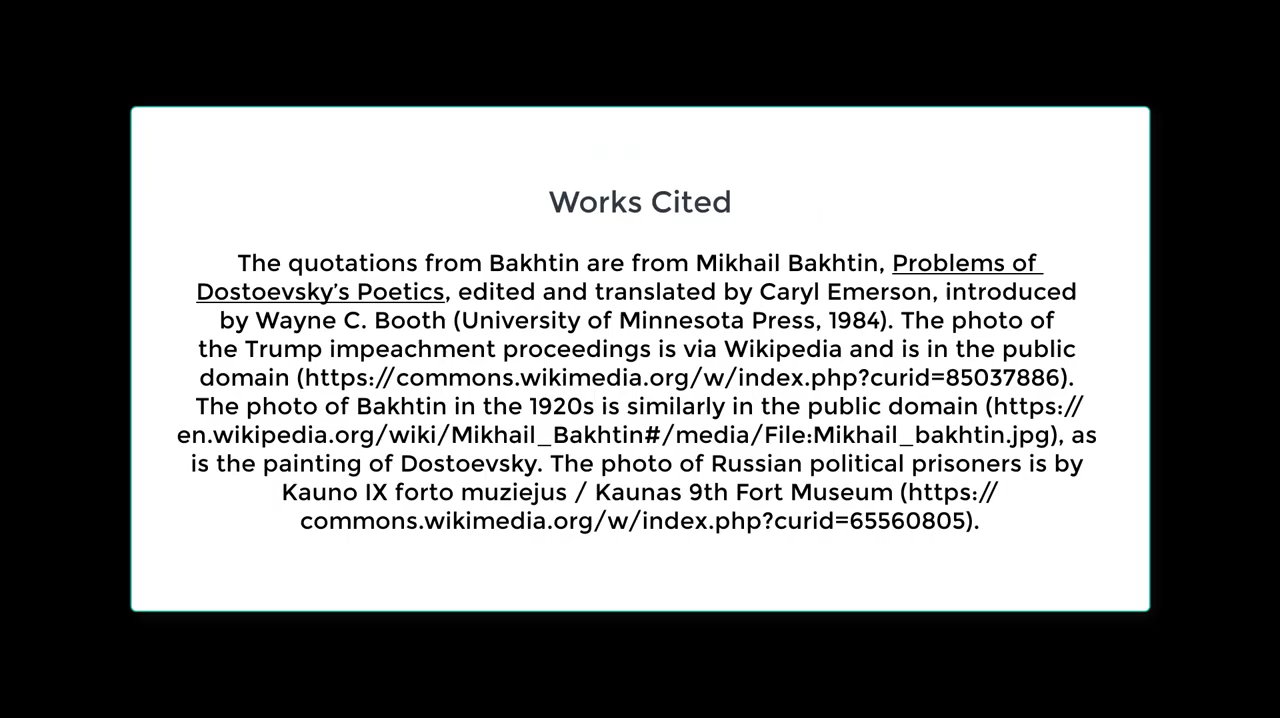 Works Cited
The quotations from Bakhtin are from Mikhail Bakhtin, Problems of
Dostoevsky’s Poetics, edited and translated by Caryl Emerson, introduced
by Wayne C. Booth (University of Minnesota Press, 1984). The photo of
the Trump impeachment proceedings is via Wikipedia and is in the public
domain (https://commons.wikimedia.org/w/index.php?curid=85037886).
The photo of Bakhtin in the 1920s is similarly in the public domain (https://
en.wikipedia.org/wiki/Mikhail_Bakhtin#/media/File:Mikhail_bakhtin.jpg), as
is the painting of Dostoevsky. The photo of Russian political prisoners is by
Kauno IX forto muziejus / Kaunas 9th Fort Museum (https://
commons.wikimedia.org/w/index.php?curid=65560805).